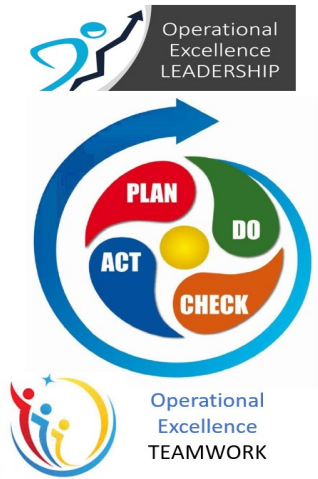 Operational
Excellence
LEADERSHIP
PLAN
DO
ACT
CHECK
Operational
Excellence
TEAMWORK